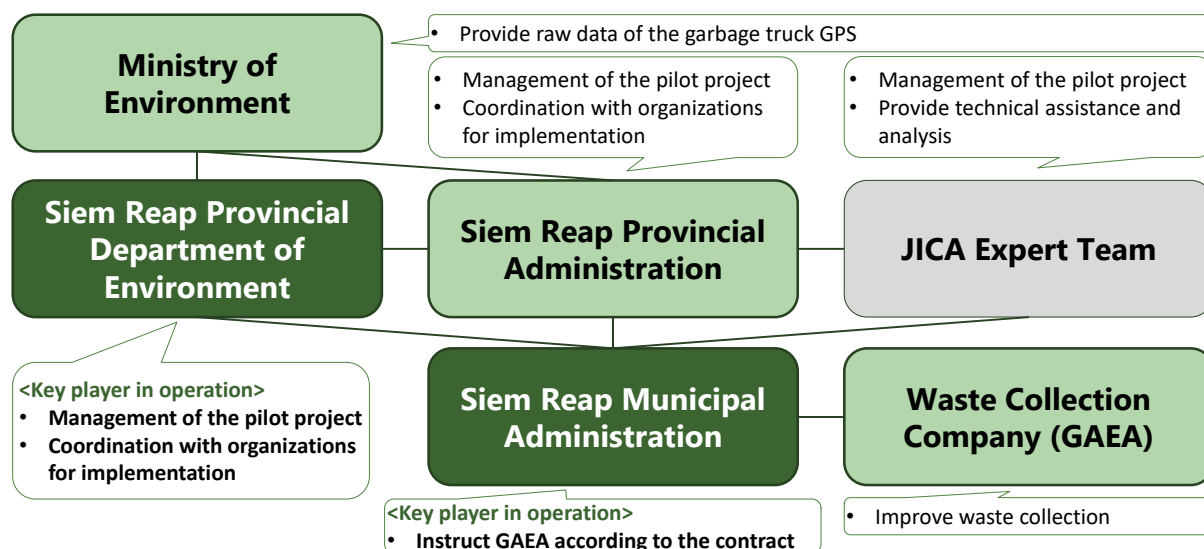 Ministry of
Environment
• Provide raw data of the garbage truck GPS
• Management of the pilot project
• Coordination with organizations
for implementation
• Management of the pilot project
• Provide technical assistance and
analysis
Siem Reap Provincial
Department of
Environment
Siem Reap Provincial
Administration
JICA Expert Team
<Key player in operation>
• Management of the pilot project
• Coordination with organizations
for implementation
Siem Reap Municipal
Administration
Waste Collection
Company (GAEA)
<Key player in operation>
• Instruct GAEA according to the contract
• Improve waste collection